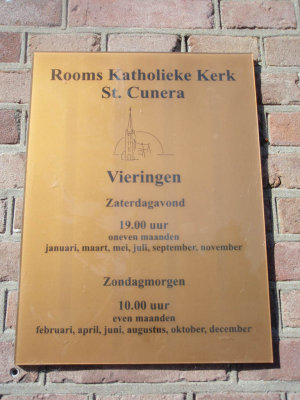 Rooms Katholieke Kerk
St. Cunera
Vieringen
Zaterdagavond
19.00 uur
oneven maanden
januari, maart, mei, juli, september, november
Zondagmorgen
10.00 uur
even maanden
februari, april, juni, augustus, oktober, december